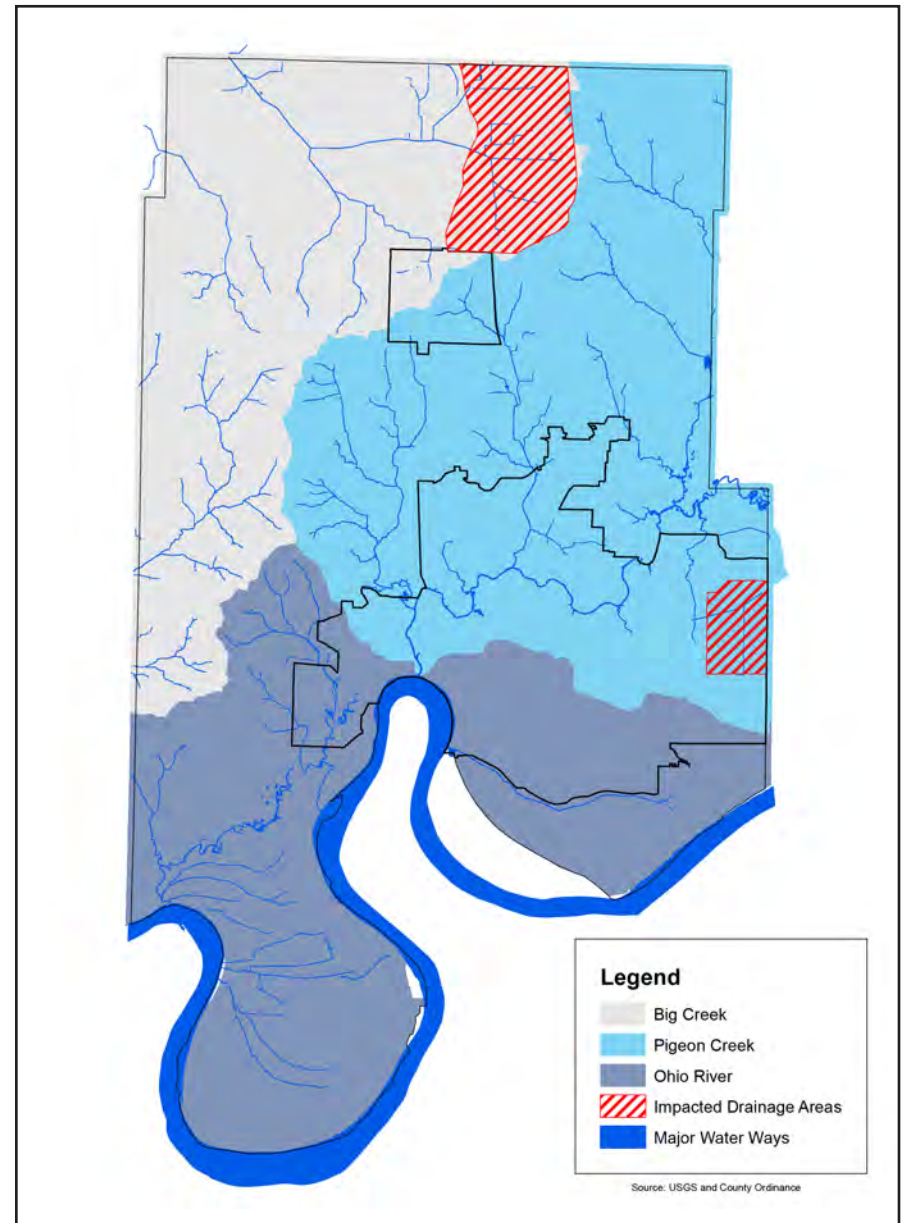 Legend
Big Creek
Pigeon Creek
Ohio River
Impacted Drainage Areas
Major Water Ways
Source: USGS and County Ordinance